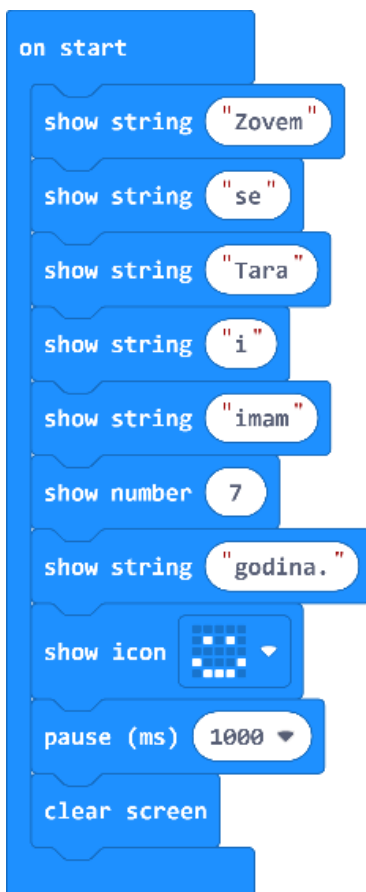 on start
show string "Zovem"
show string "se"
show string "Tara"
show string "i"
show string "imam"
show number 7
show string "godina."
show icon
pause (ms) 1000
clear screen